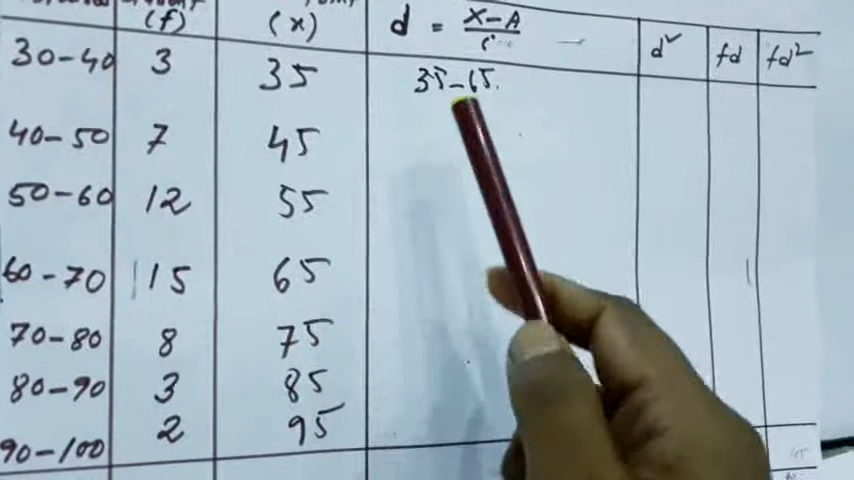 (f) (x) d = X-A / i d² fd fd²
30-40 3 35 35-65
40-50 7 45
50-60 12 55
60-70 15 65
70-80 8 75
80-90 3 85
90-100 2 95